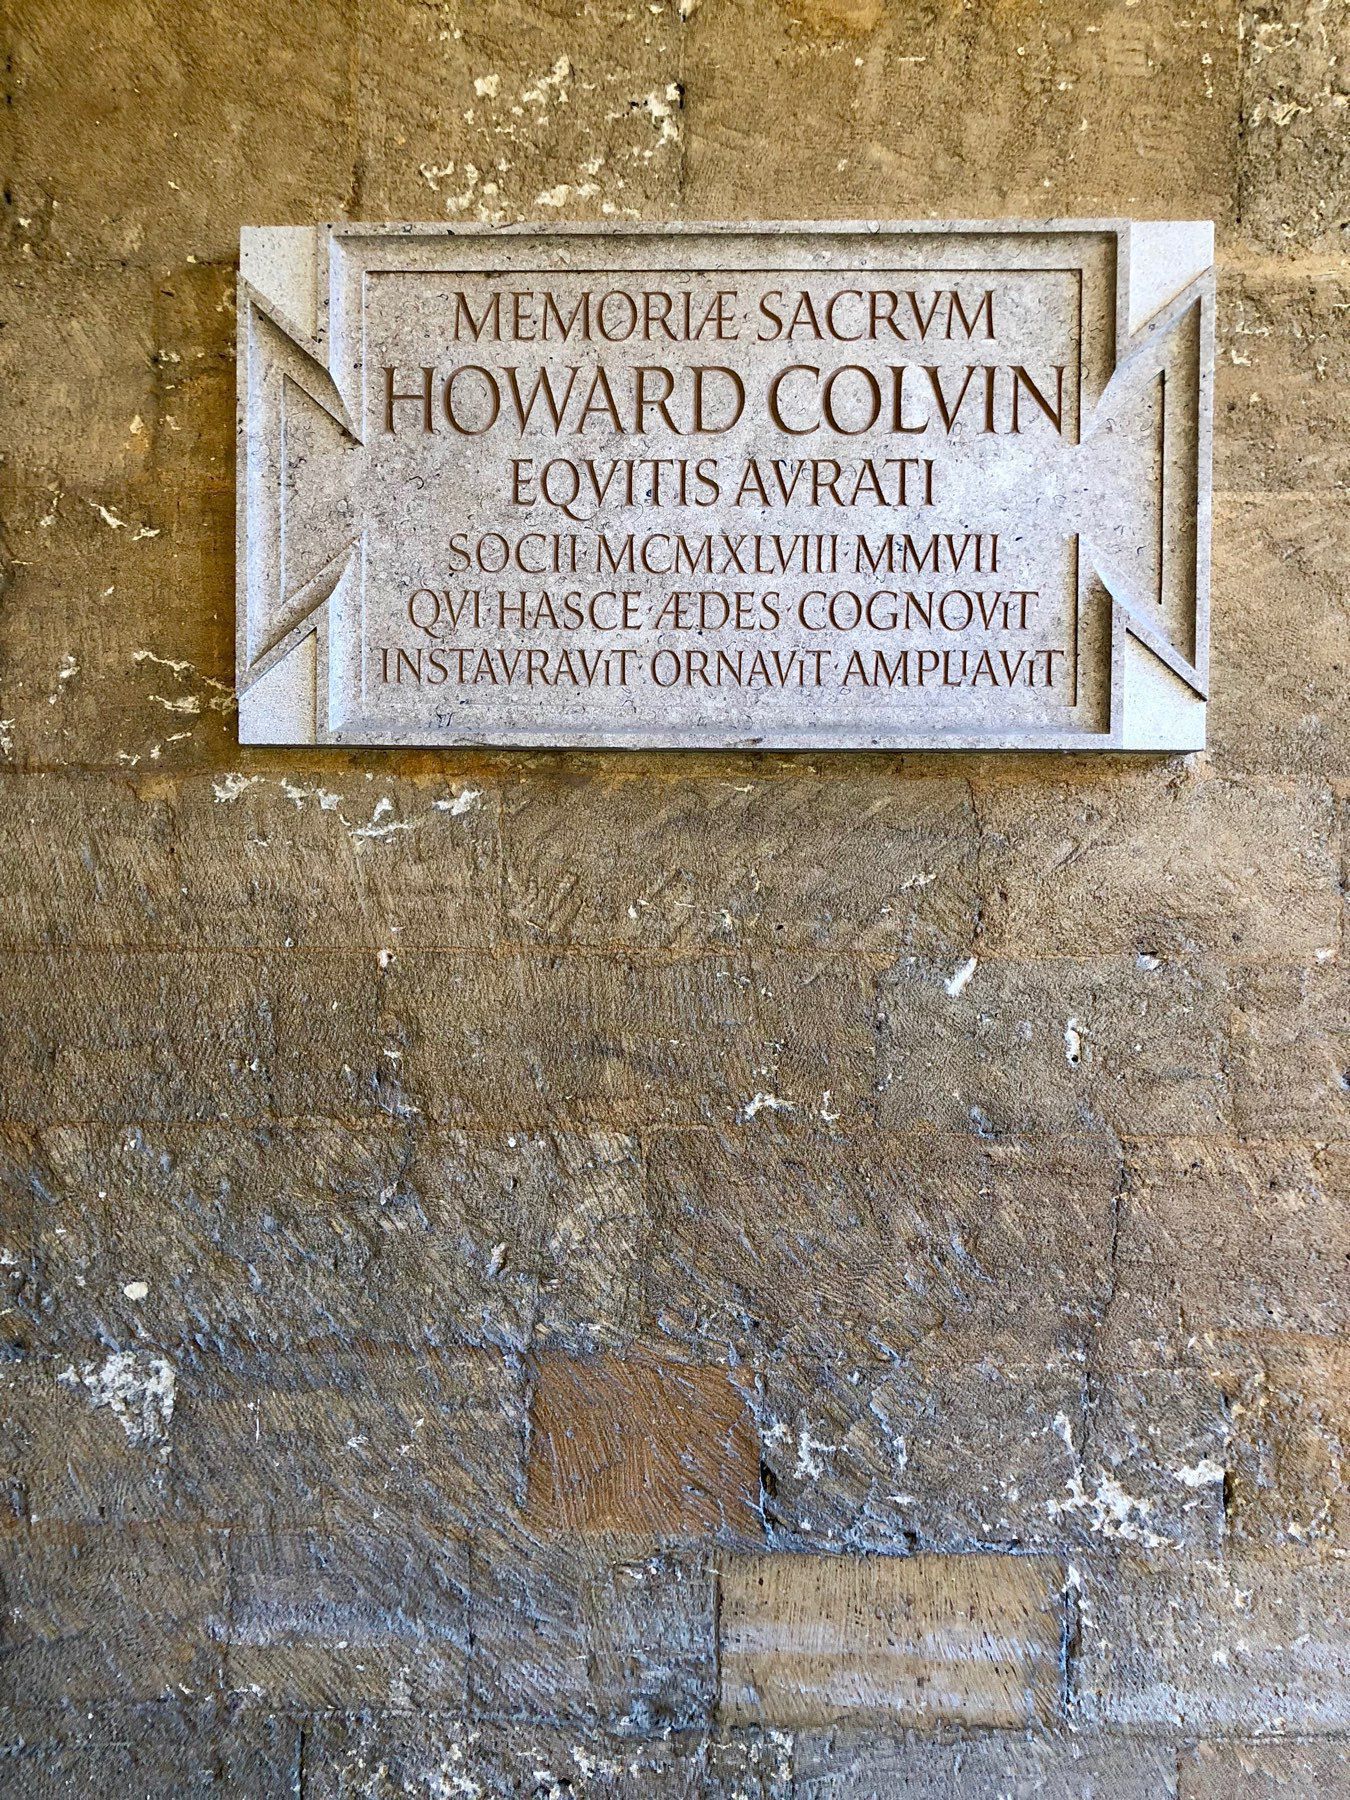 MEMORIÆ SACRVM
HOWARD COLVIN
EQVITIS AVRATI
SOCII · MCMXLVIII · MMVII
QVI · HASCE · ÆDES · COGNOVIT
INSTAVRAVIT · ORNAVIT · AMPLIAVIT